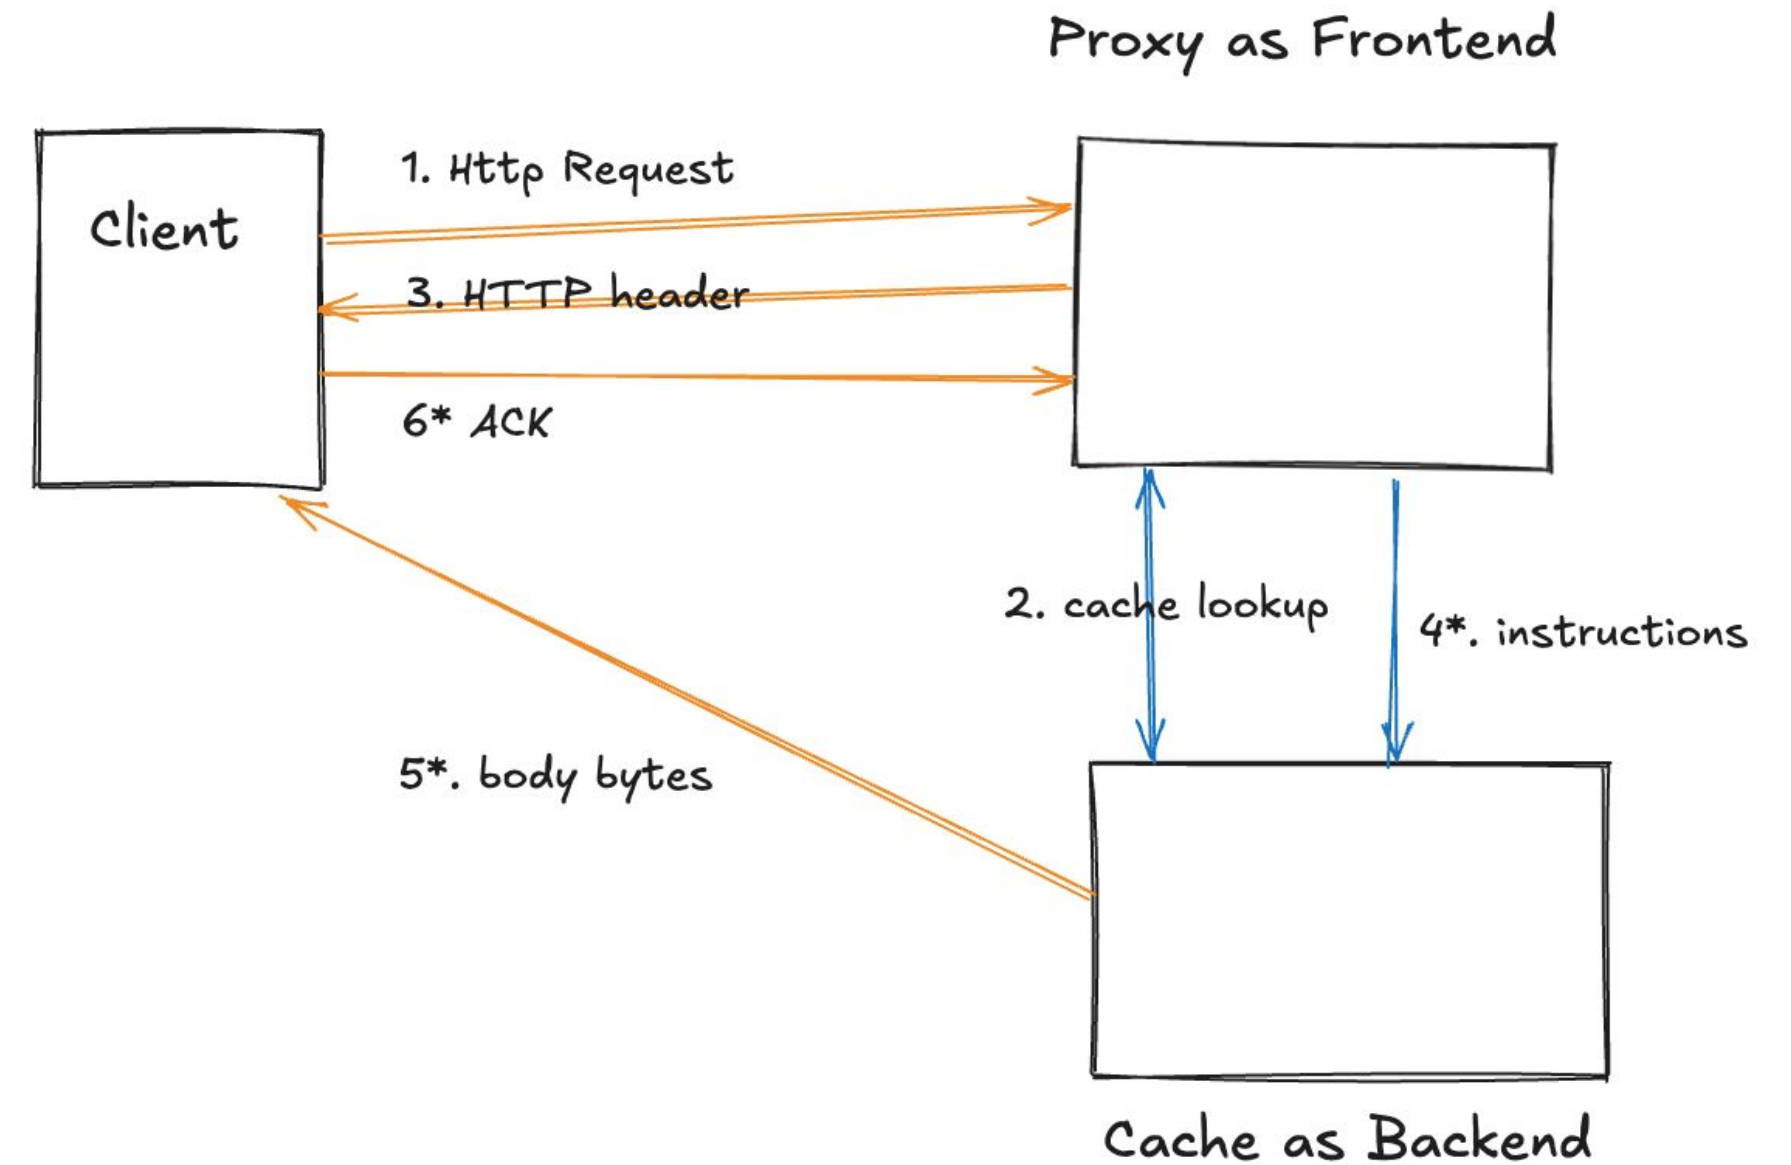 Proxy as Frontend
Client
1. Http Request
3. HTTP header
6* ACK
2. cache lookup
4*. instructions
5*. body bytes
Cache as Backend